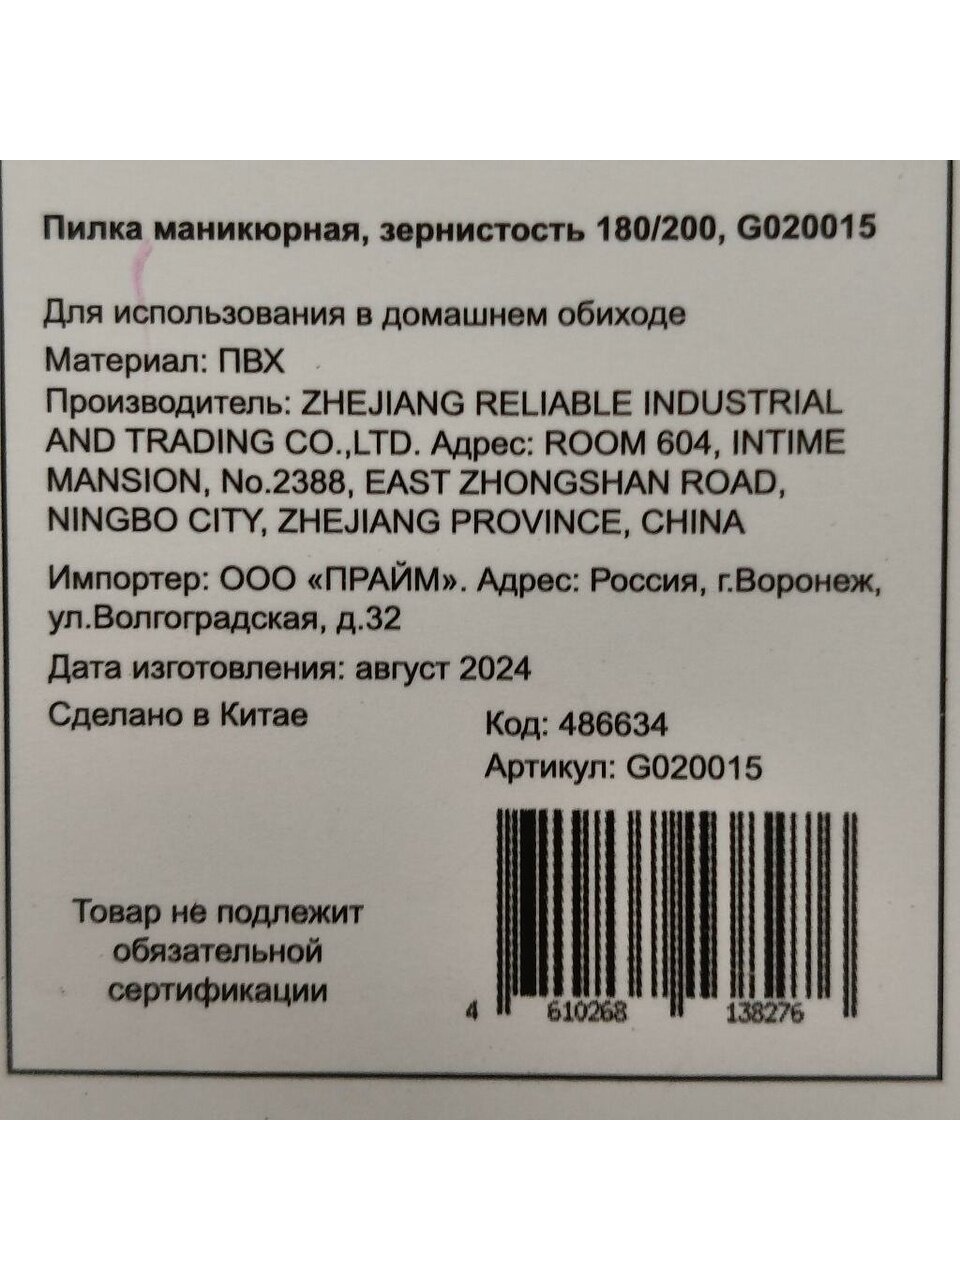 Пилка маникюрная, зернистость 180/200, G020015
Для использования в домашнем обиходе
Материал: ПВХ
Производитель: ZHEJIANG RELIABLE INDUSTRIAL
AND TRADING CO.,LTD. Адрес: ROOM 604, INTIME
MANSION, No.2388, EAST ZHONGSHAN ROAD,
NINGBO CITY, ZHEJIANG PROVINCE, CHINA
Импортер: ООО «ПРАЙМ». Адрес: Россия, г.Воронеж,
ул.Волгоградская, д.32
Дата изготовления: август 2024
Сделано в Китае
Код: 486634
Артикул: G020015
Товар не подлежит
обязательной
сертификации
4 610268 138276